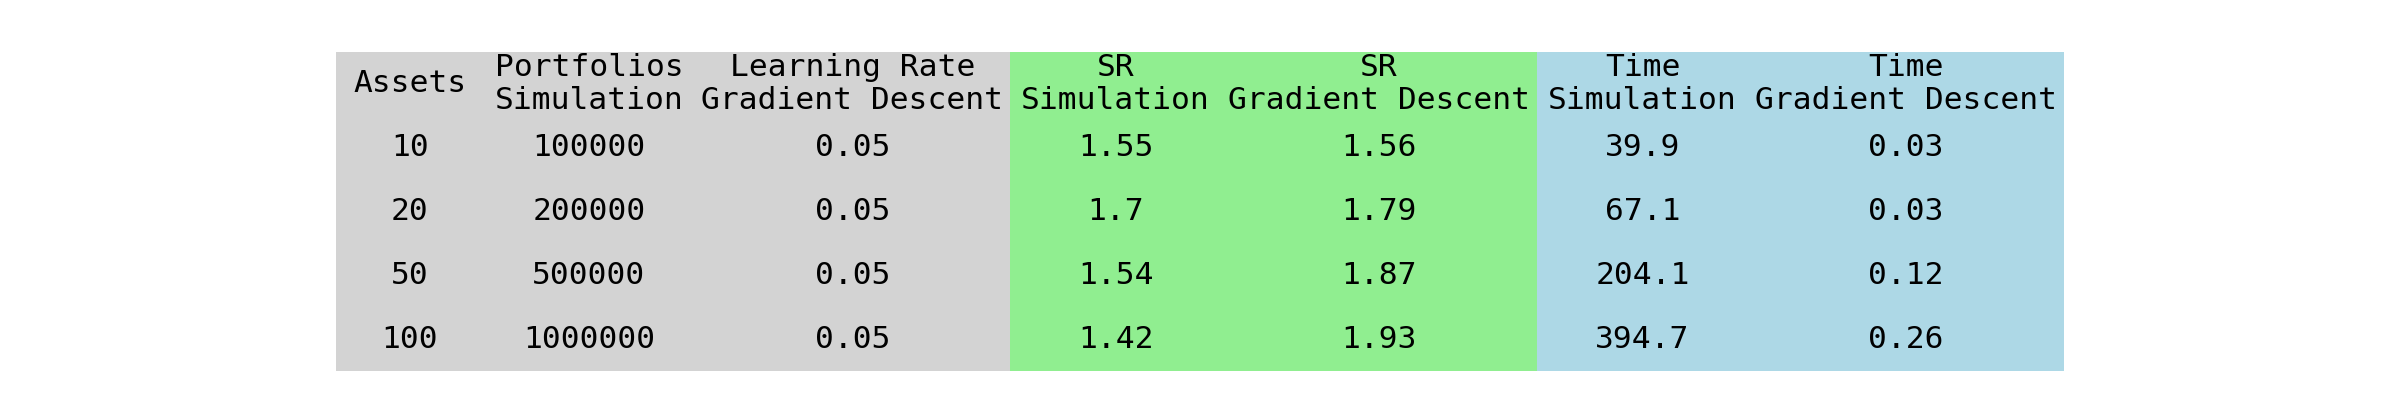 Assets Portfolios Simulation Learning Rate Gradient Descent SR Simulation SR Gradient Descent Time Simulation Time Gradient Descent
10 100000 0.05 1.55 1.56 39.9 0.03
20 200000 0.05 1.7 1.79 67.1 0.03
50 500000 0.05 1.54 1.87 204.1 0.12
100 1000000 0.05 1.42 1.93 394.7 0.26